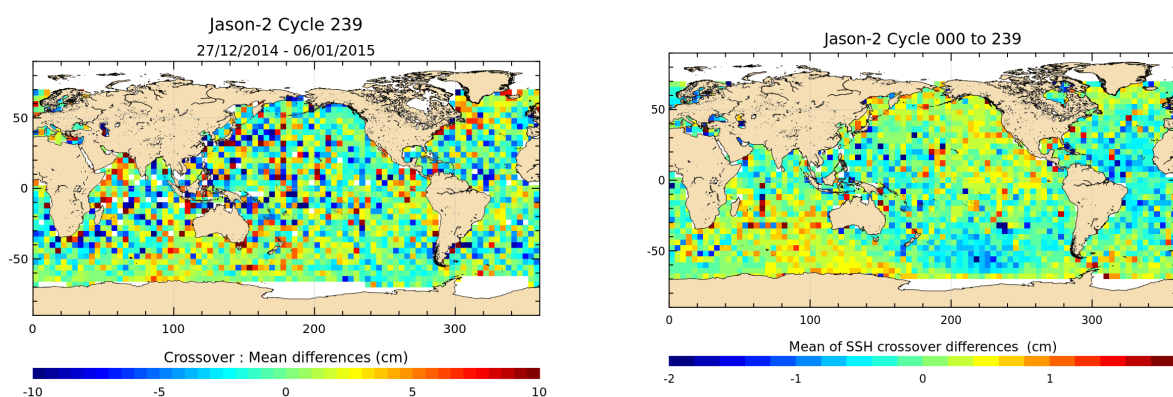 Jason-2 Cycle 239
27/12/2014 - 06/01/2015
50
0
-50
0 100 200 300
Crossover : Mean differences (cm)
-10 -5 0 5 10
Jason-2 Cycle 000 to 239
50
0
-50
0 100 200 300
Mean of SSH crossover differences (cm)
-2 -1 0 1